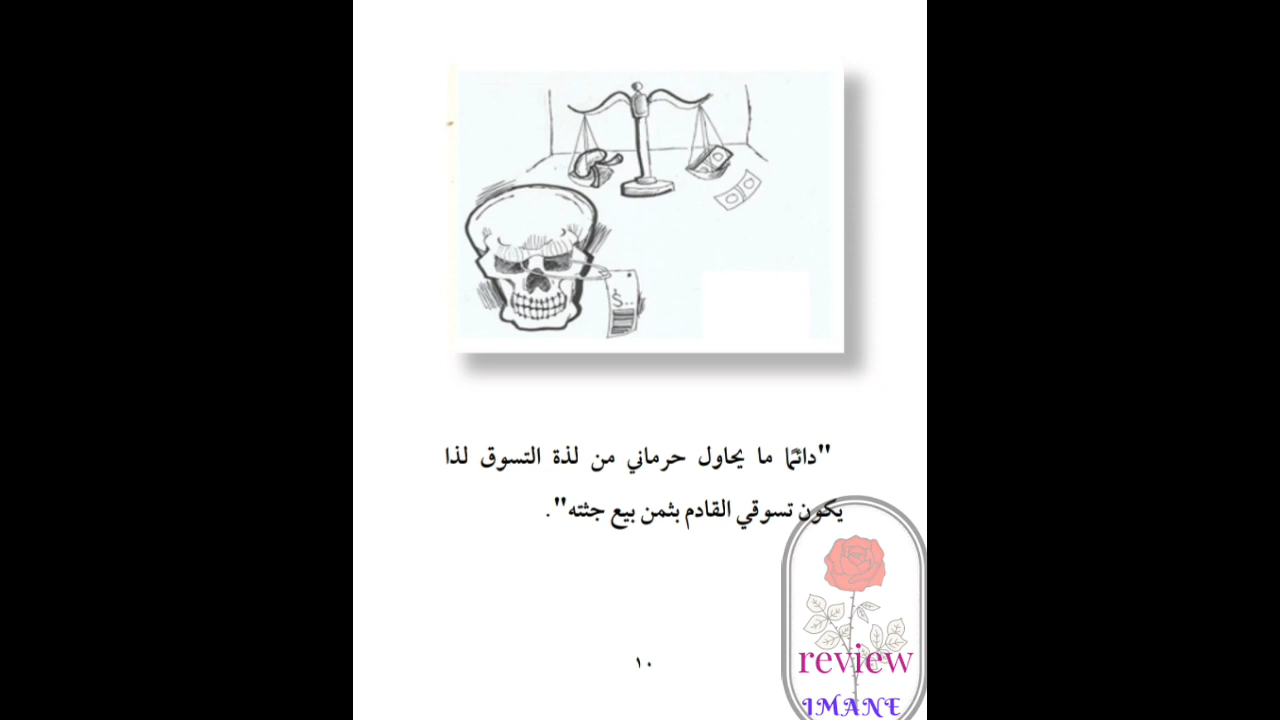 $..
"دائمًا ما يحاول حرماني من لذة التسوق لذا
يكون تسوقي القادم بثمن بيع جثته".
١٠
review
IMANE